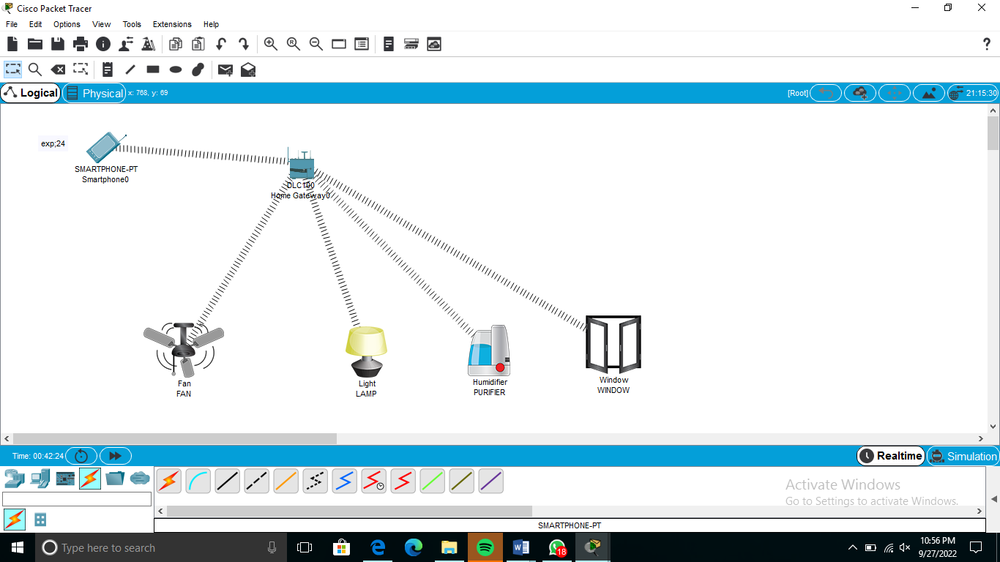 Cisco Packet Tracer
File Edit Options View Tools Extensions Help
?
Logical Physical x: 768, y: 69 [Root] 21:15:30
exp;24
SMARTPHONE-PT
Smartphone0
DLC100
Home Gateway0
Fan
FAN
Light
LAMP
Humidifier
PURIFIER
Window
WINDOW
Time: 00:42:24 Realtime Simulation
Activate Windows
Go to Settings to activate Windows.
SMARTPHONE-PT
Type here to search
18
10:56 PM
9/27/2022